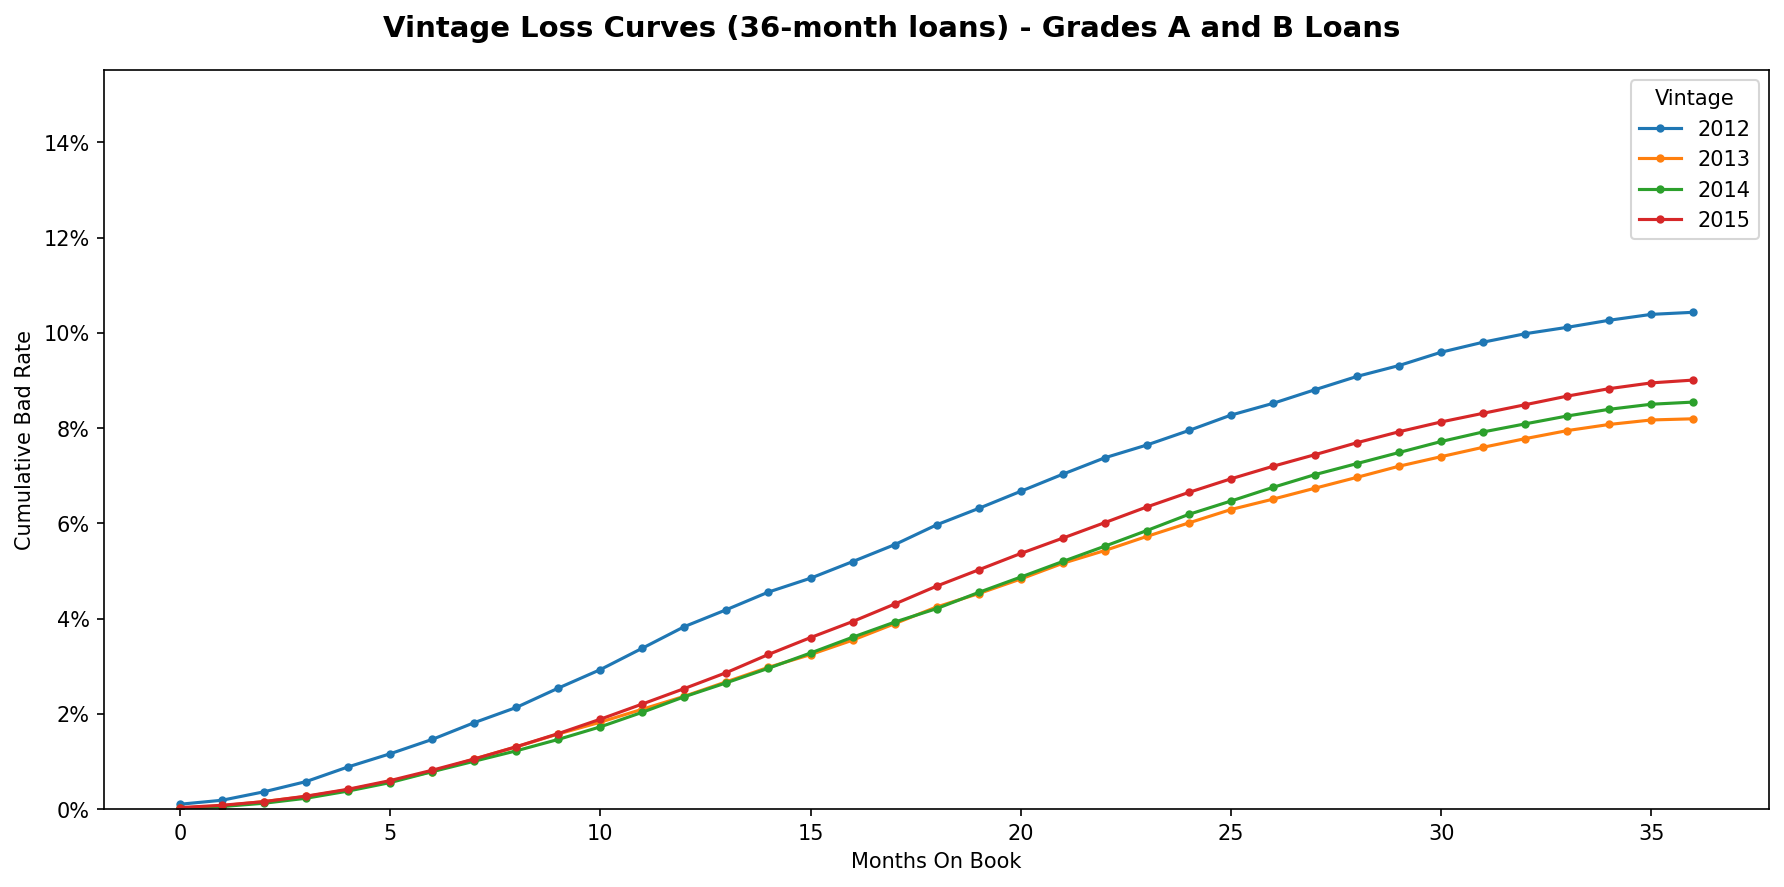 Vintage Loss Curves (36-month loans) - Grades A and B Loans
Vintage
2012
2013
2014
2015
14%
12%
10%
8%
6%
4%
2%
0%
Cumulative Bad Rate
0 5 10 15 20 25 30 35
Months On Book